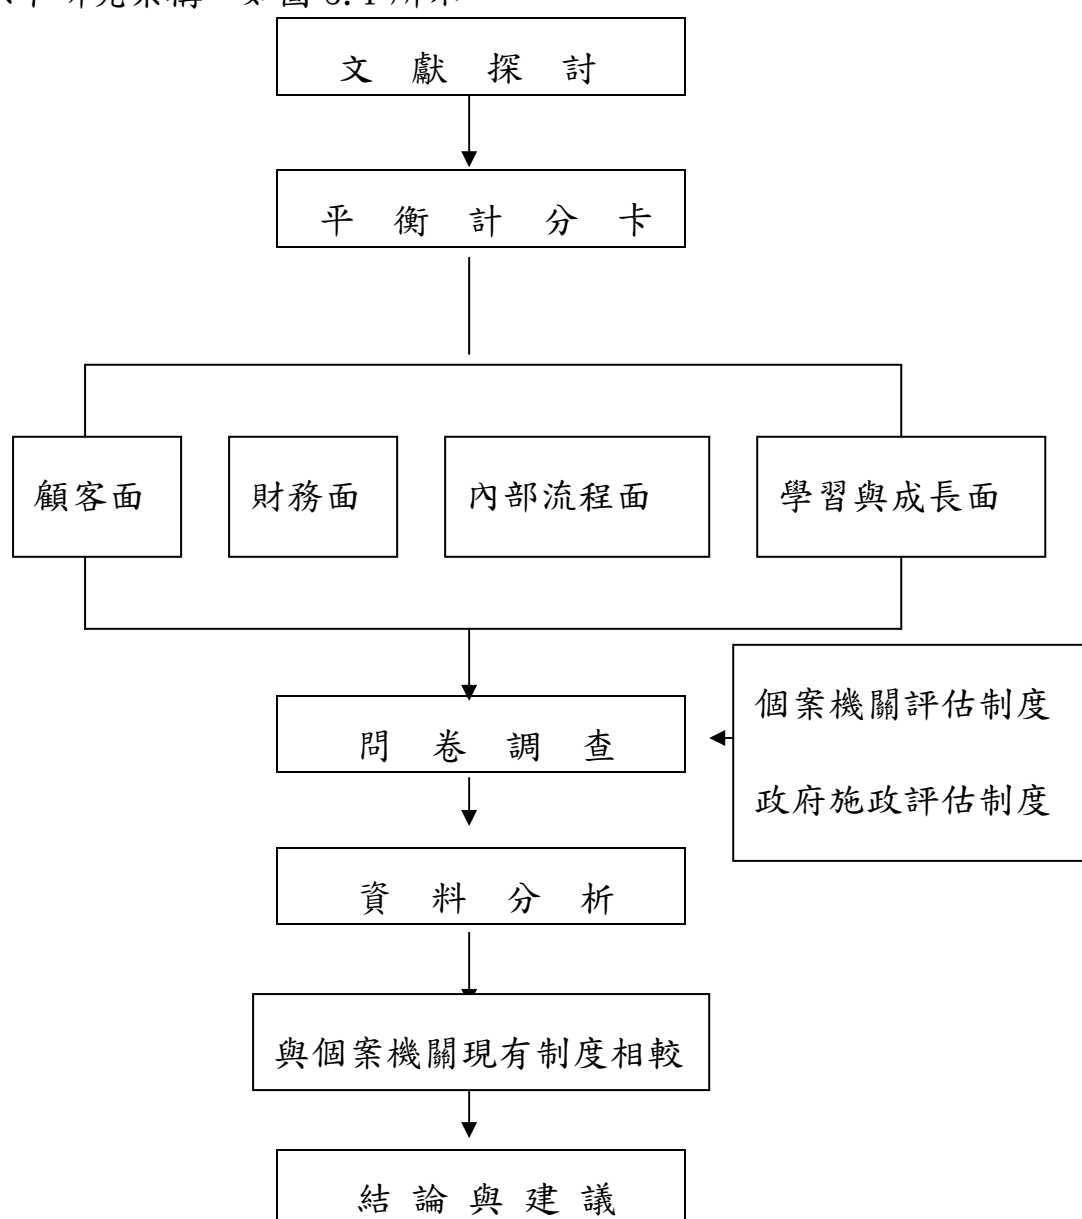 文獻探討
平衡計分卡
顧客面
財務面
內部流程面
學習與成長面
個案機關評估制度
政府施政評估制度
問卷調查
資料分析
與個案機關現有制度相較
結論與建議